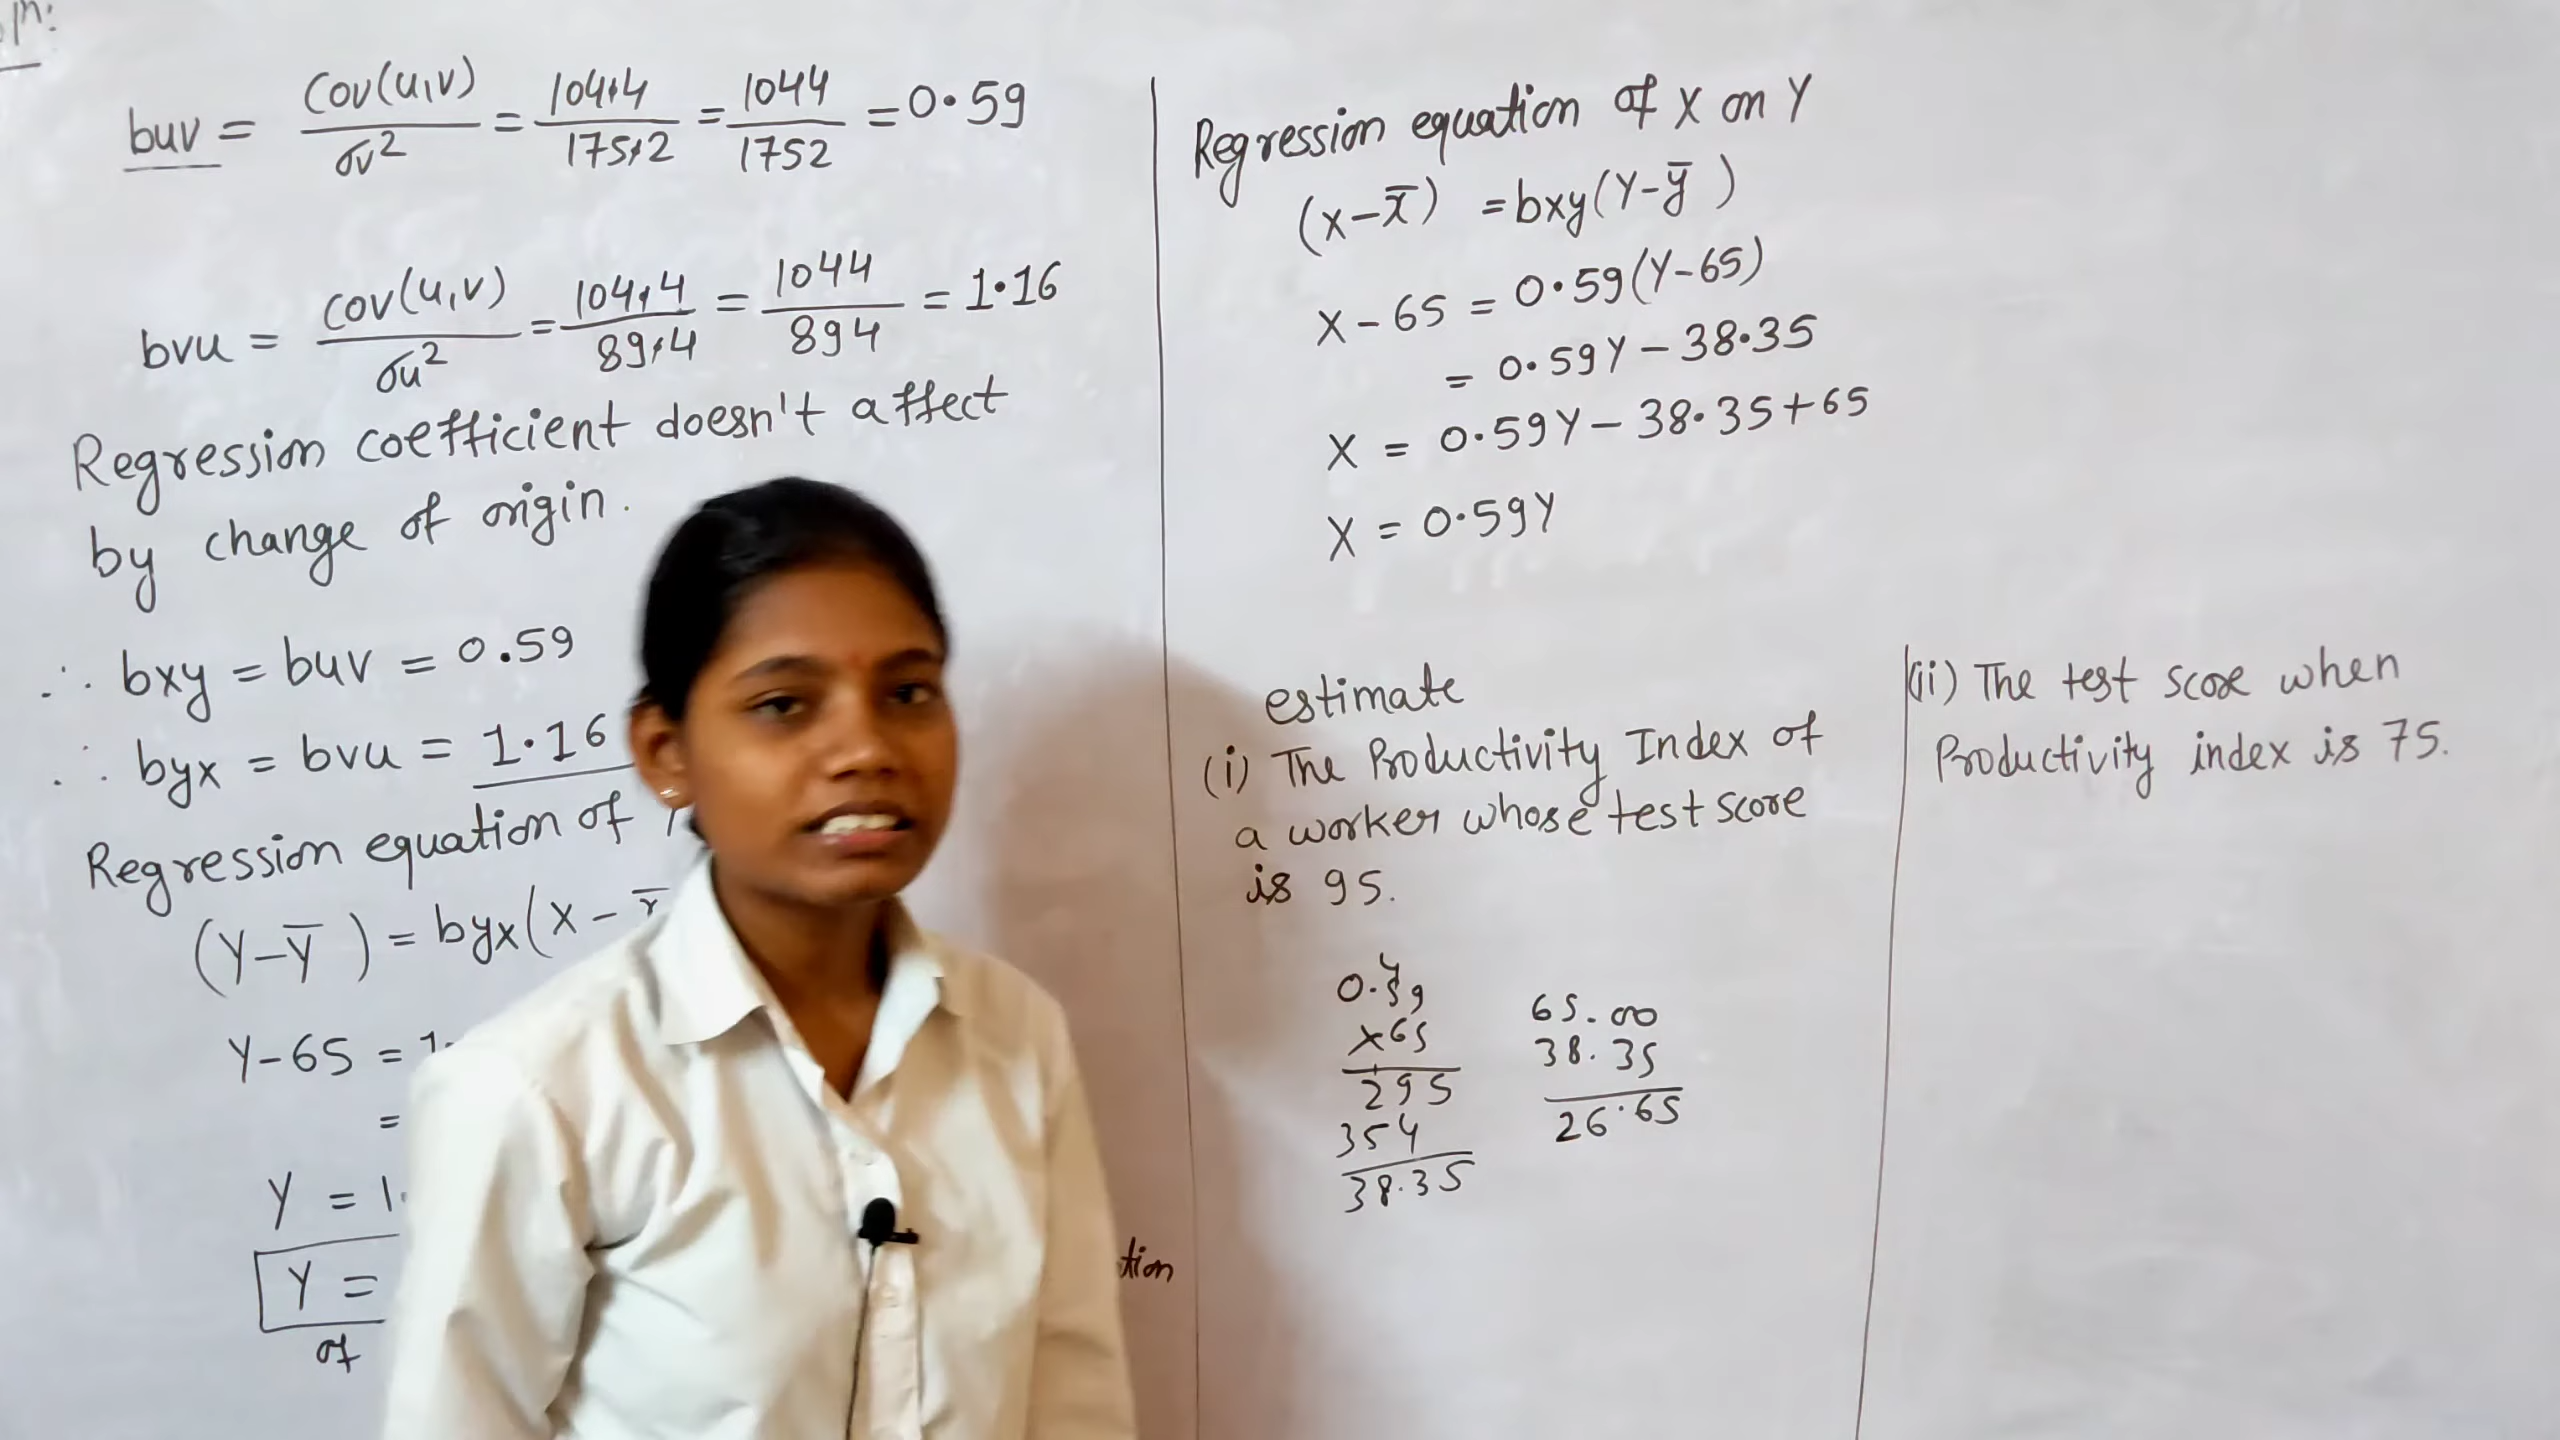 buv = Cov(u,v) / σv² = 104.4 / 175.2 = 1044 / 1752 = 0.59
bvu = cov(u,v) / σu² = 104.4 / 89.4 = 1044 / 894 = 1.16
Regression coefficient doesn't affect
by change of origin.
∴ bxy = buv = 0.59
∴ byx = bvu = 1.16
Regression equation of
(Y-y̅) = byx(X-x̅
Y-65 = 1.
=
Y = 1.
Y =
of
tion
Regression equation of X on Y
(x-x̅) = bxy(Y-y̅)
X-65 = 0.59(Y-65)
= 0.59Y-38.35
X = 0.59Y-38.35+65
X = 0.59Y
estimate
(i) The Productivity Index of
a worker whose test score
is 95.
0.59
x65
295
354
38.35
65.00
38.35
26.65
(ii) The test score when
Productivity index is 75.